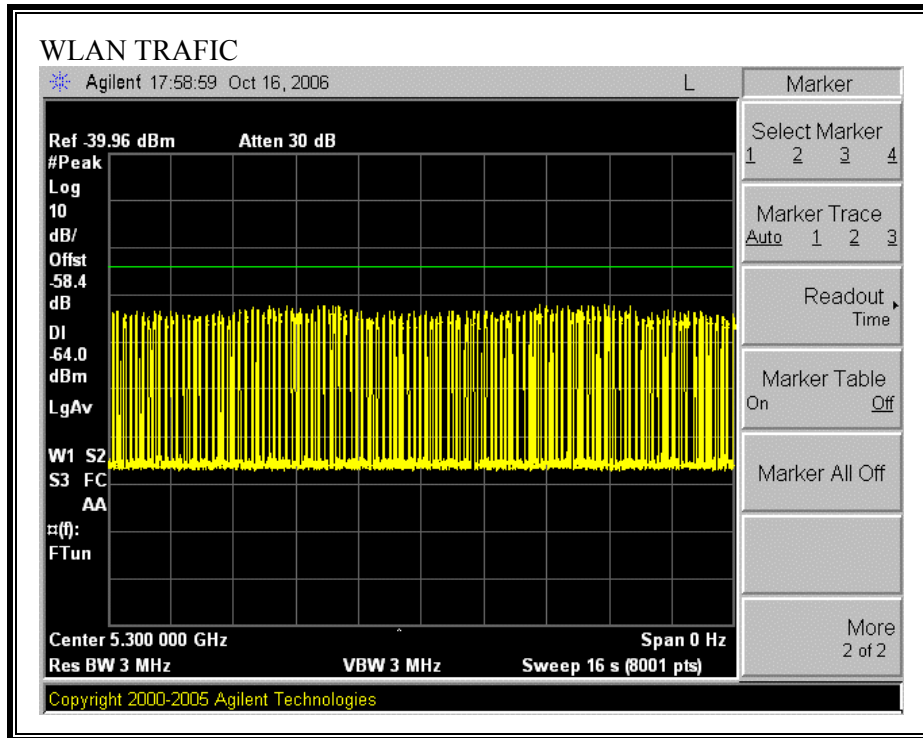 WLAN TRAFIC
Agilent 17:58:59 Oct 16, 2006 L
Marker
Ref -39.96 dBm Atten 30 dB
#Peak
Log
10
dB/
Offst
-58.4
dB
DI
-64.0
dBm
LgAv
W1 S2
S3 FC
AA
¤(f):
FTun
Center 5.300 000 GHz Span 0 Hz
Res BW 3 MHz VBW 3 MHz Sweep 16 s (8001 pts)
Copyright 2000-2005 Agilent Technologies
Select Marker
1 2 3 4
Marker Trace
Auto 1 2 3
Readout
Time
Marker Table
On Off
Marker All Off
More
2 of 2